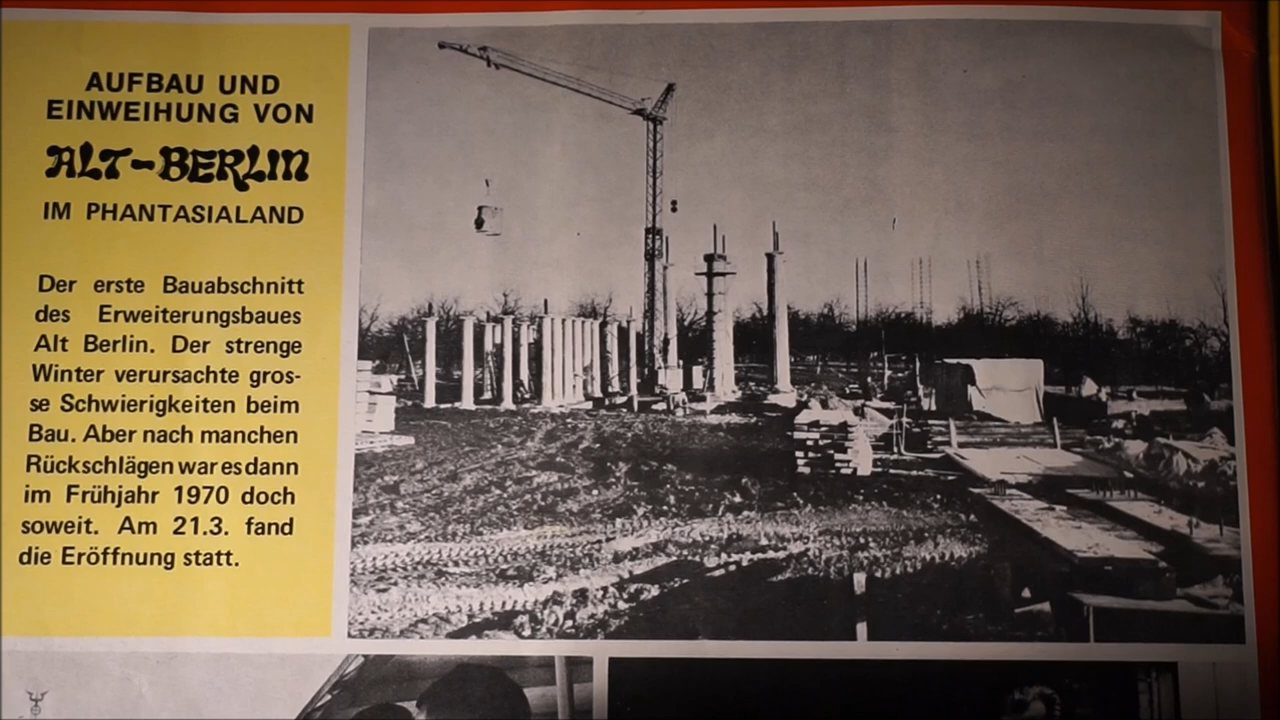 AUFBAU UND
EINWEIHUNG VON
ALT-BERLIN
IM PHANTASIALAND
Der erste Bauabschnitt
des Erweiterungsbaues
Alt Berlin. Der strenge
Winter verursachte gros-
se Schwierigkeiten beim
Bau. Aber nach manchen
Rückschlägen war es dann
im Frühjahr 1970 doch
soweit. Am 21.3. fand
die Eröffnung statt.